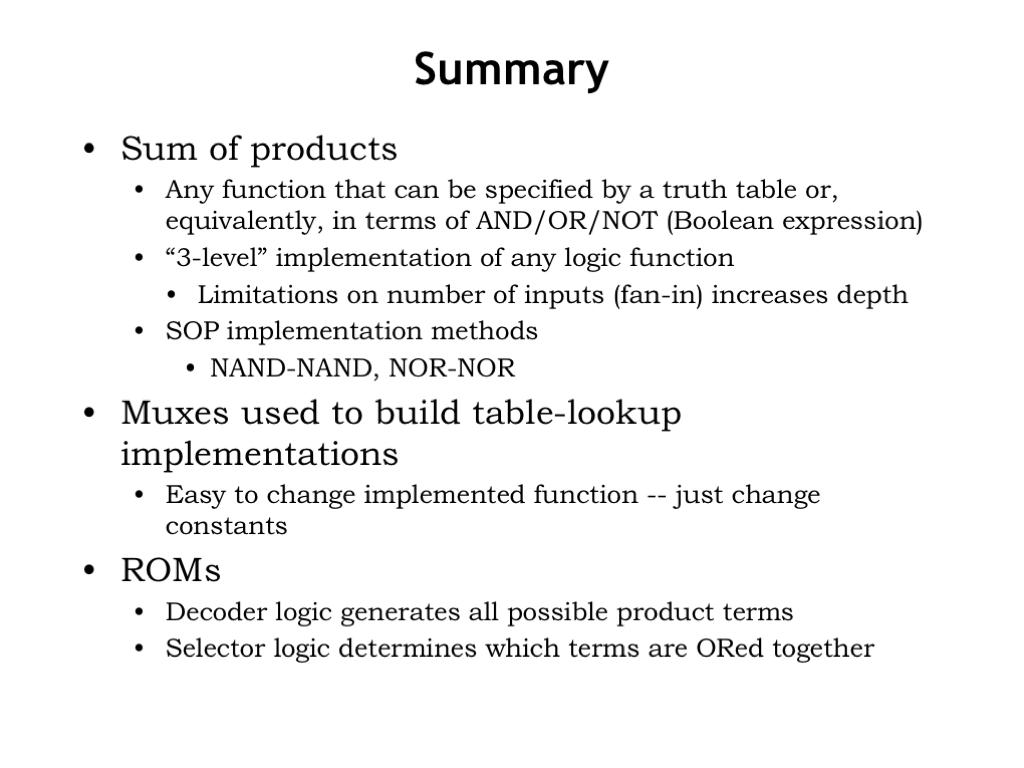 Summary
• Sum of products
• Any function that can be specified by a truth table or,
equivalently, in terms of AND/OR/NOT (Boolean expression)
• “3-level” implementation of any logic function
• Limitations on number of inputs (fan-in) increases depth
• SOP implementation methods
• NAND-NAND, NOR-NOR
• Muxes used to build table-lookup
implementations
• Easy to change implemented function -- just change
constants
• ROMs
• Decoder logic generates all possible product terms
• Selector logic determines which terms are ORed together